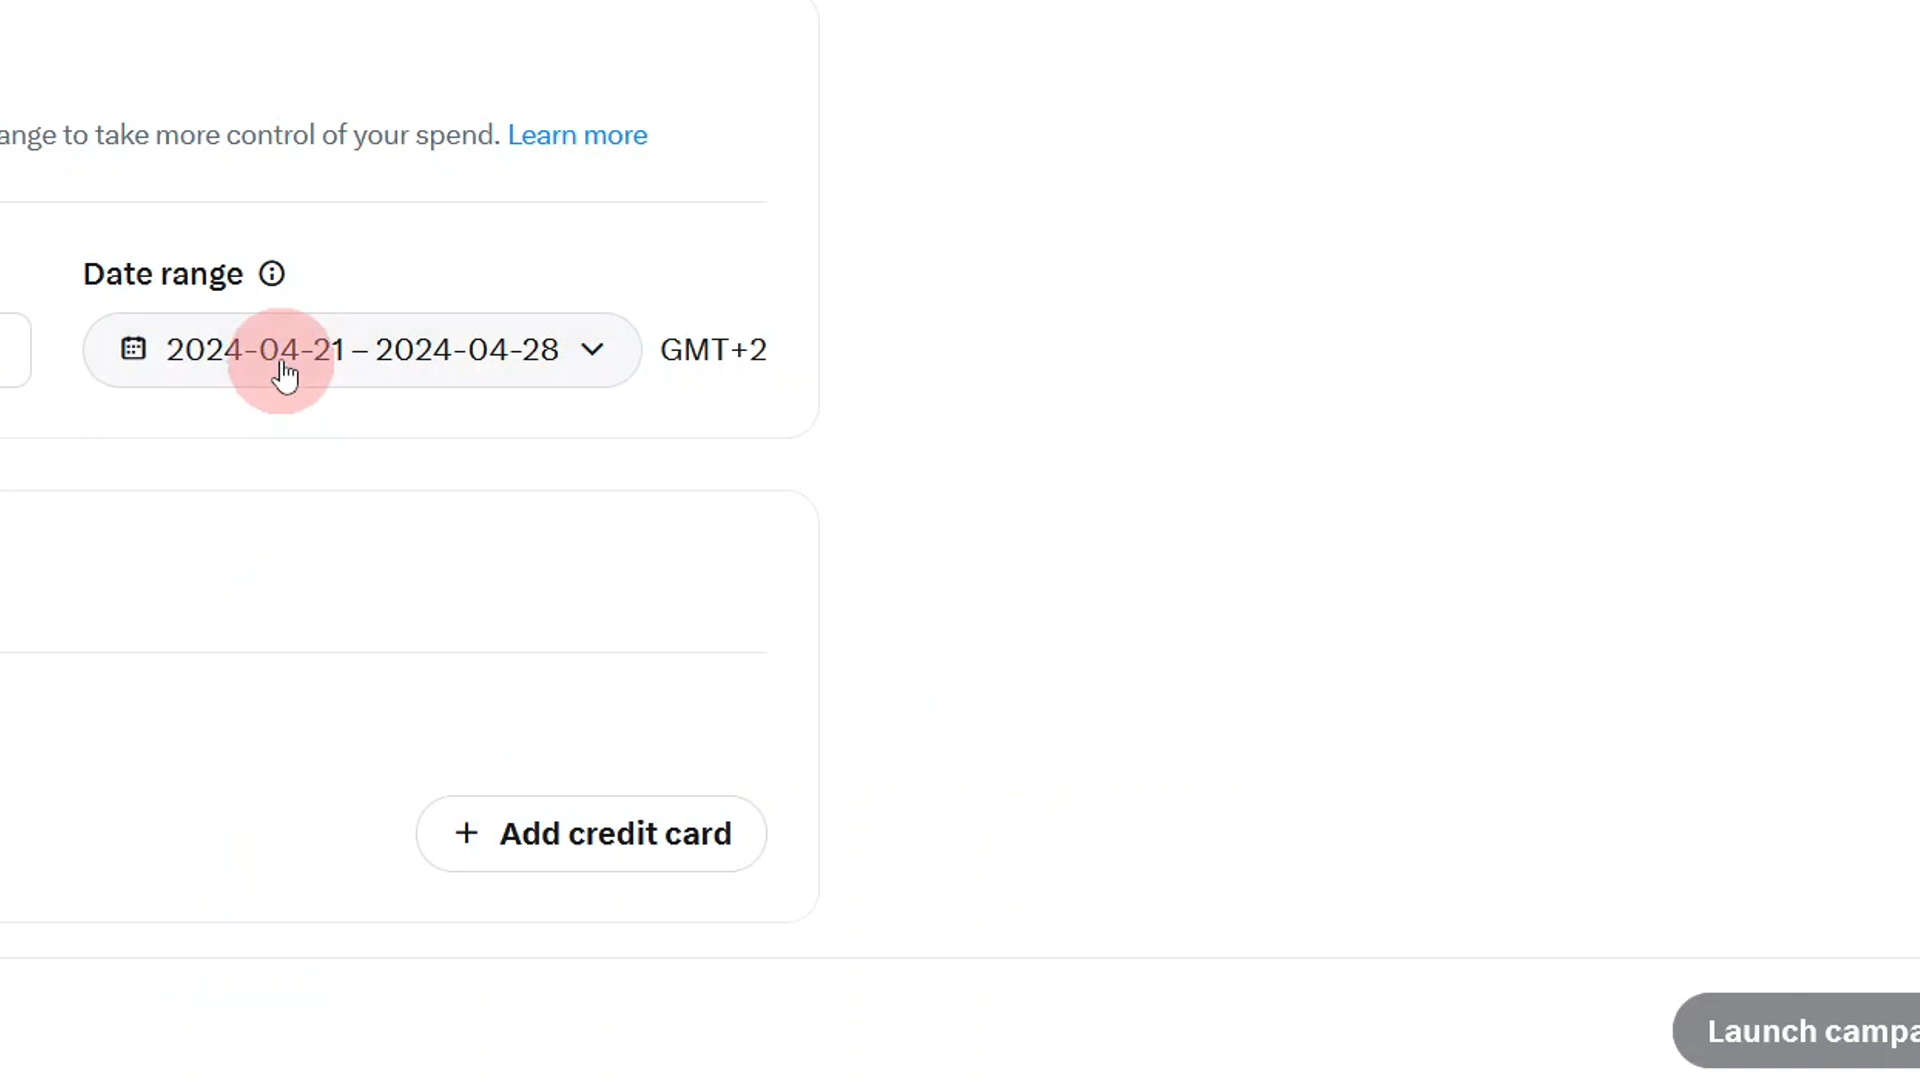 ange to take more control of your spend. Learn more
Date range
2024-04-21 – 2024-04-28 GMT+2
+ Add credit card
Launch campa